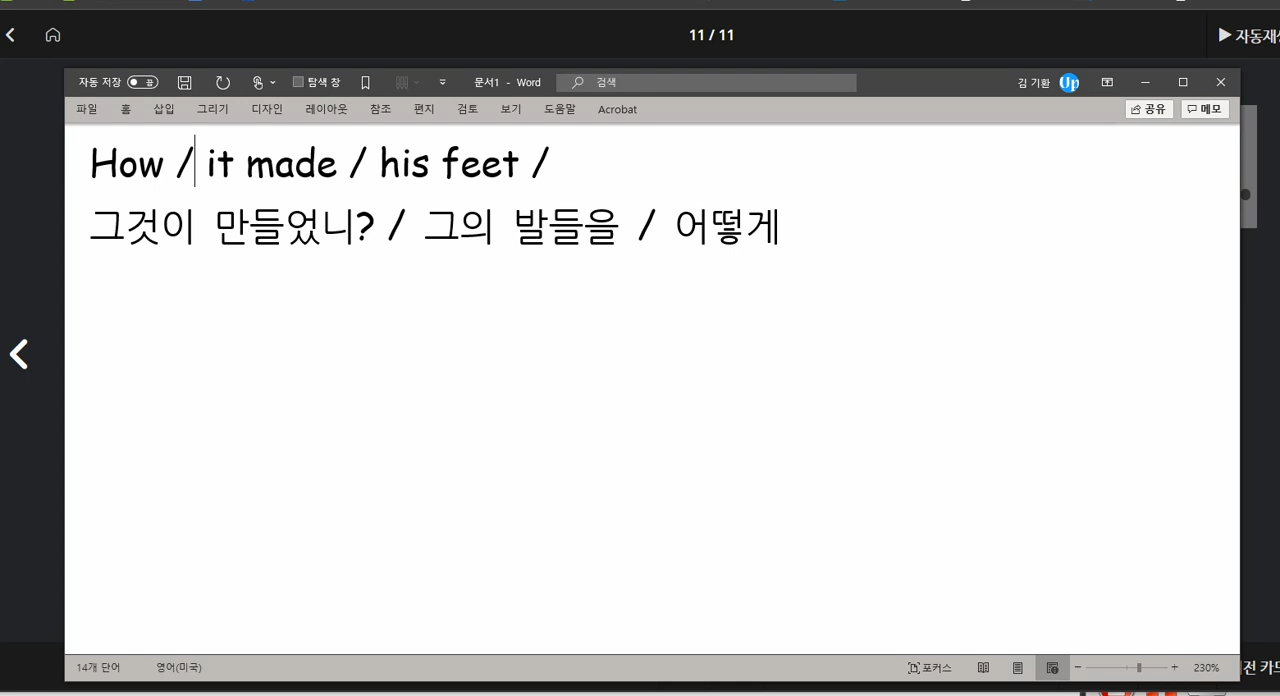 11 / 11
▶ 자동재생
자동 저장 끔 탐색 창 문서1 - Word 검색 김 기환 Up
파일 홈 삽입 그리기 디자인 레이아웃 참조 편지 검토 보기 도움말 Acrobat 공유 메모
How / it made / his feet /
그것이 만들었니? / 그의 발들을 / 어떻게
14개 단어 영어(미국) 포커스 - + 230%